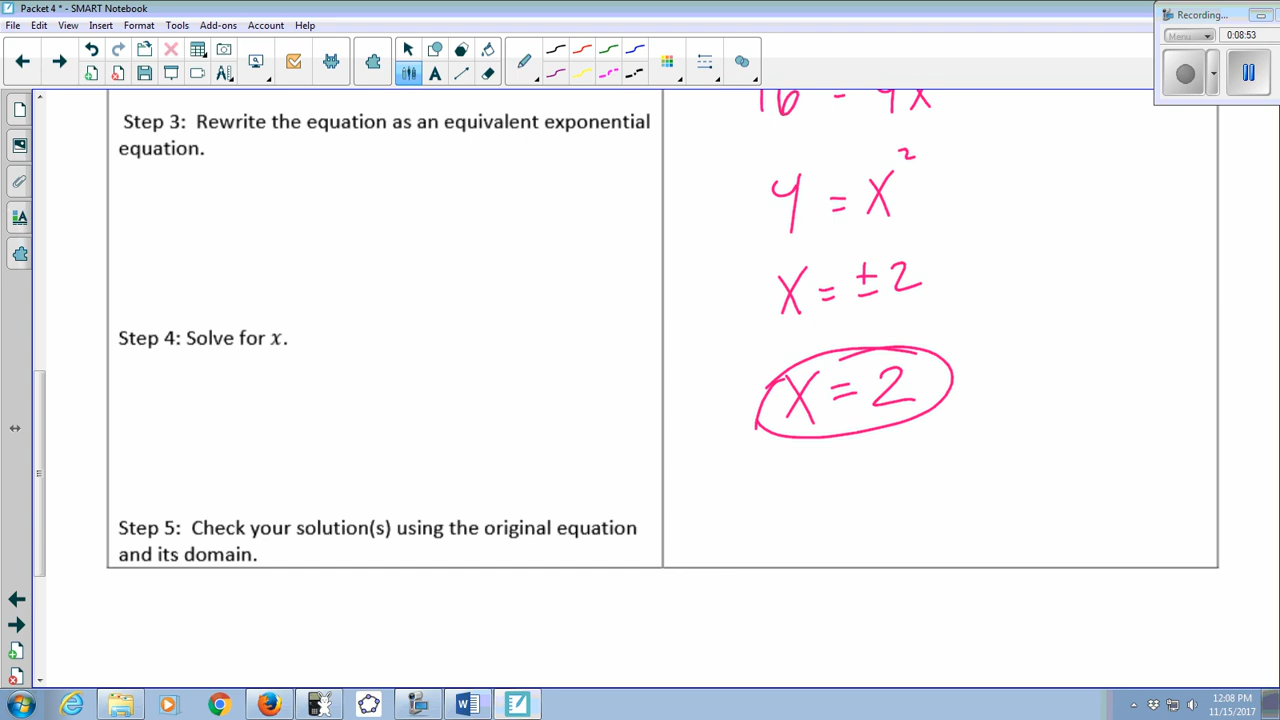 Packet 4 * - SMART Notebook
File Edit View Insert Format Tools Add-ons Account Help
Recording...
Menu
0:08:53
Step 3: Rewrite the equation as an equivalent exponential
equation.
Step 4: Solve for x.
Step 5: Check your solution(s) using the original equation
and its domain.
16 = 4x
4 = x²
x = ±2
x = 2
12:08 PM
11/15/2017